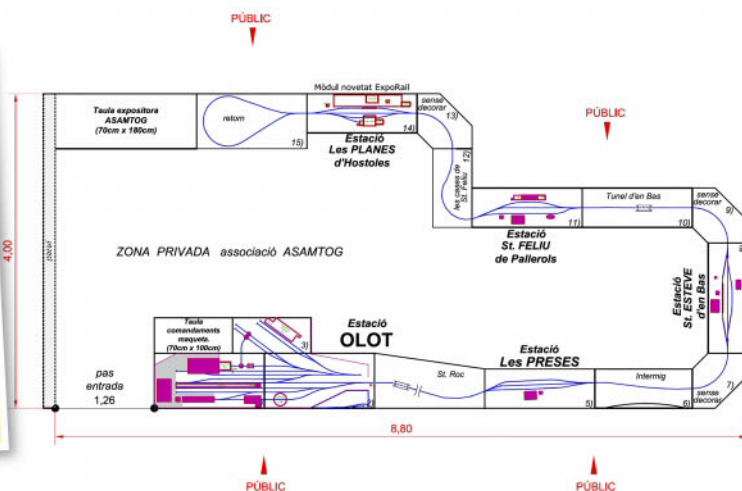 PÚBLIC
Mòdul novetat ExpoRail
sense
decorar
13)
Taula expositora
ASAMTOG
(70cm x 180cm)
retorn
15)
14)
PÚBLIC
Estació
Les PLANES
d'Hostoles
12)
les cases de
St. Feliu
Tunel d'en Bas
sense
decorar
9)
11)
10)
4,00
paret
ZONA PRIVADA associació ASAMTOG
Estació
St. FELIU
de Pallerols
Estació
St. ESTEVE
d'en Bas
Taula
comandaments
maqueta.
(70cm x 100cm)
3)
Estació
OLOT
Estació
Les PRESES
pas
entrada
1,26
St. Roc
Intermig
7)
sense
decorar
2)
5)
6)
8,80
PÚBLIC
PÚBLIC